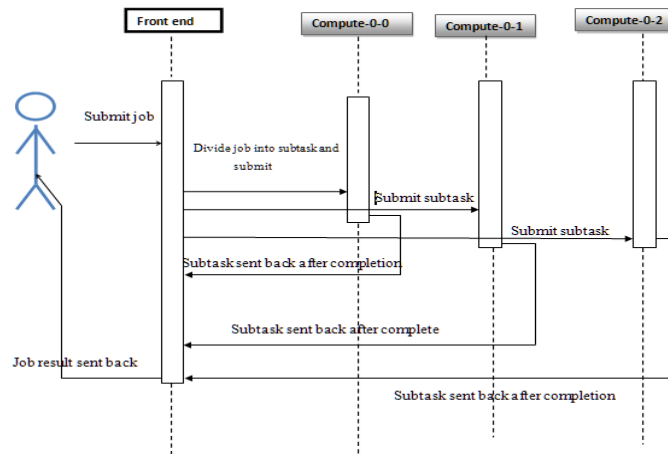 Front end
Compute-0-0
Compute-0-1
Compute-0-2
Submit job
Divide job into subtask and
submit
Submit subtask
Submit subtask
Subtask sent back after completion
Subtask sent back after complete
Job result sent back
Subtask sent back after completion